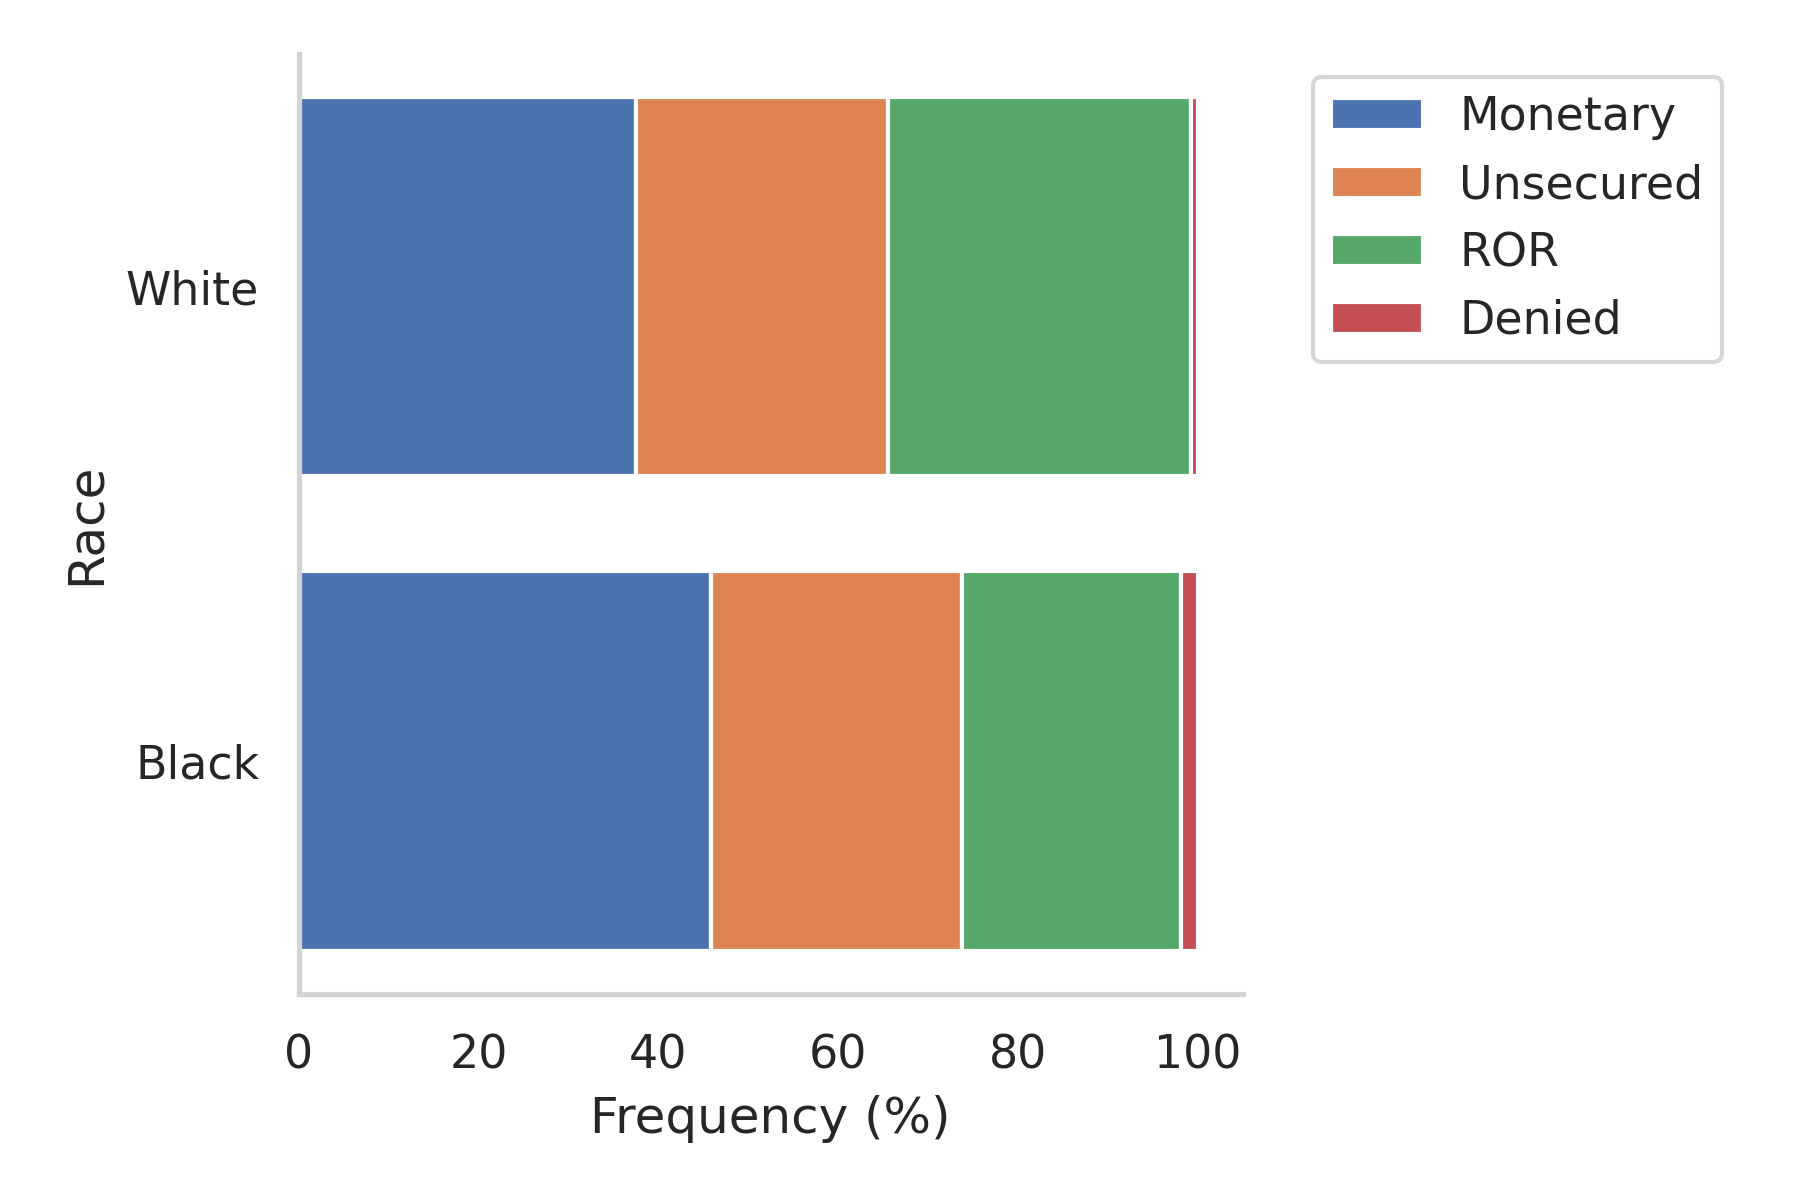 Monetary
Unsecured
ROR
Denied
White
Race
Black
0 20 40 60 80 100
Frequency (%)